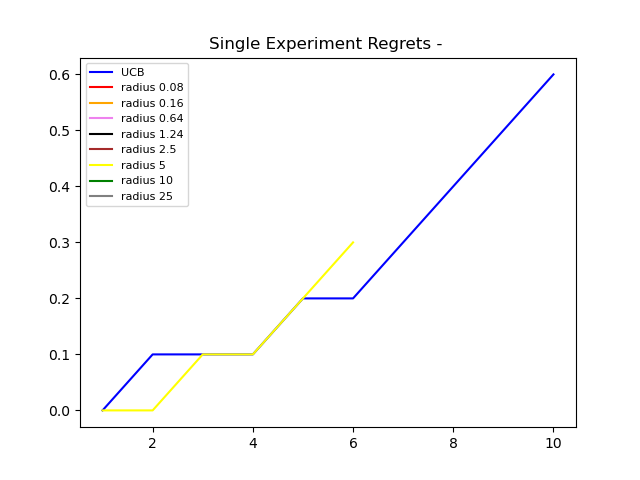 Single Experiment Regrets -
0.6
0.5
0.4
0.3
0.2
0.1
0.0
UCB
radius 0.08
radius 0.16
radius 0.64
radius 1.24
radius 2.5
radius 5
radius 10
radius 25
2 4 6 8 10